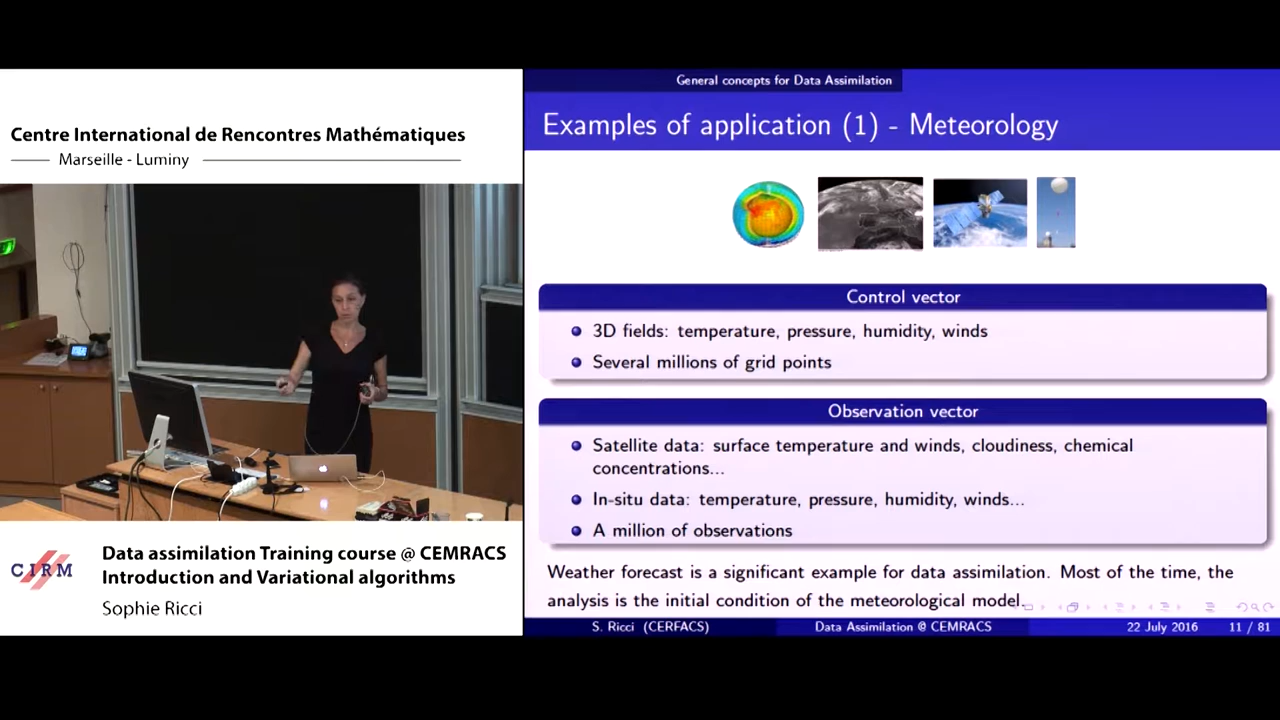 Centre International de Rencontres Mathématiques
Marseille - Luminy
CIRM
Data assimilation Training course @ CEMRACS
Introduction and Variational algorithms
Sophie Ricci
General concepts for Data Assimilation
Examples of application (1) - Meteorology
Control vector
3D fields: temperature, pressure, humidity, winds
Several millions of grid points
Observation vector
Satellite data: surface temperature and winds, cloudiness, chemical
concentrations...
In-situ data: temperature, pressure, humidity, winds...
A million of observations
Weather forecast is a significant example for data assimilation. Most of the time, the
analysis is the initial condition of the meteorological model.
S. Ricci (CERFACS)
Data Assimilation @ CEMRACS
22 July 2016
11 / 81